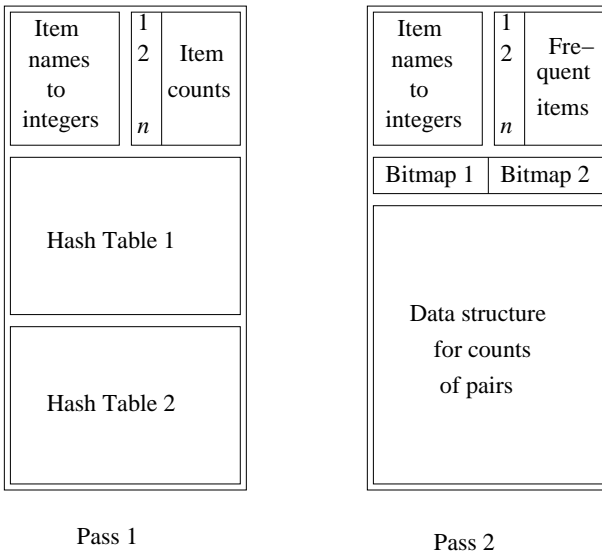 Item
names
to
integers
1
2
n
Item
counts
Hash Table 1
Hash Table 2
Pass 1
Item
names
to
integers
1
2
n
Fre–
quent
items
Bitmap 1
Bitmap 2
Data structure
for counts
of pairs
Pass 2